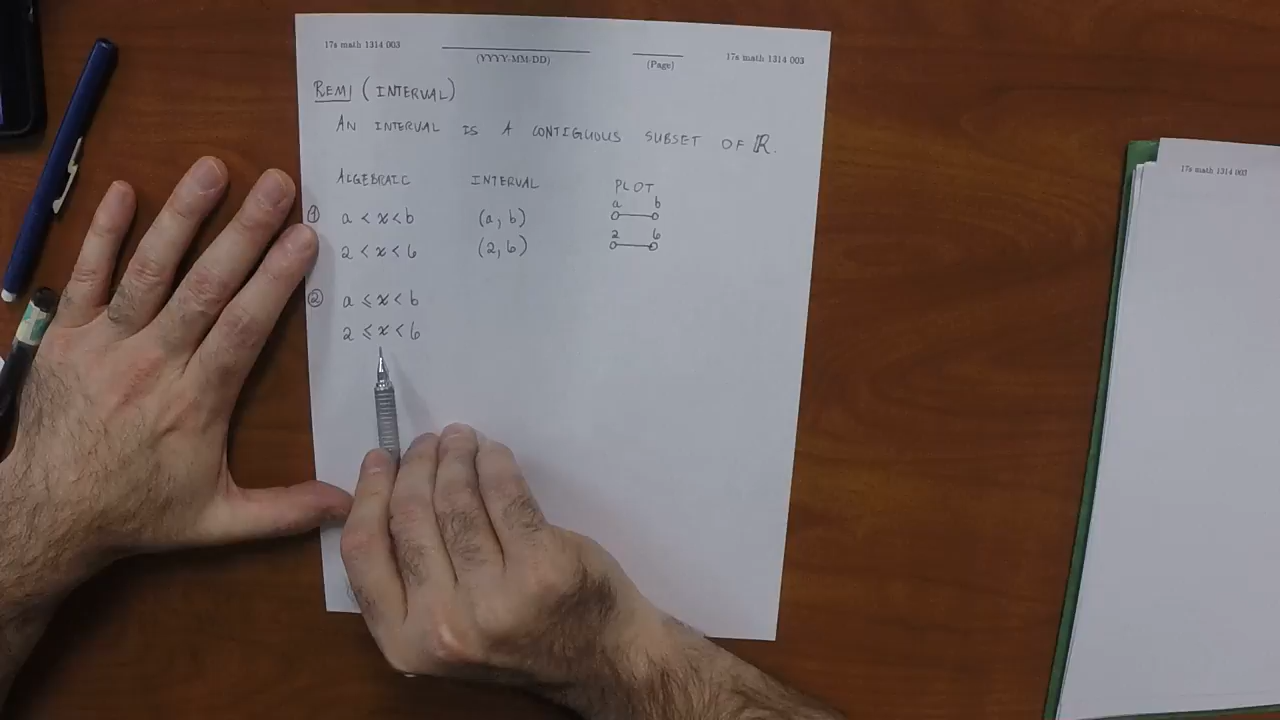 17s math 1314 003 (YYYY-MM-DD) (Page) 17s math 1314 003
REM| (INTERVAL)
AN INTERVAL IS A CONTIGUOUS SUBSET OF ℝ.
ALGEBRAIC INTERVAL PLOT
a b
① a < x < b (a, b)
2 6
2 < x < 6 (2, 6)
② a ⩽ x < b
2 ⩽ x < 6
17s math 1314 003